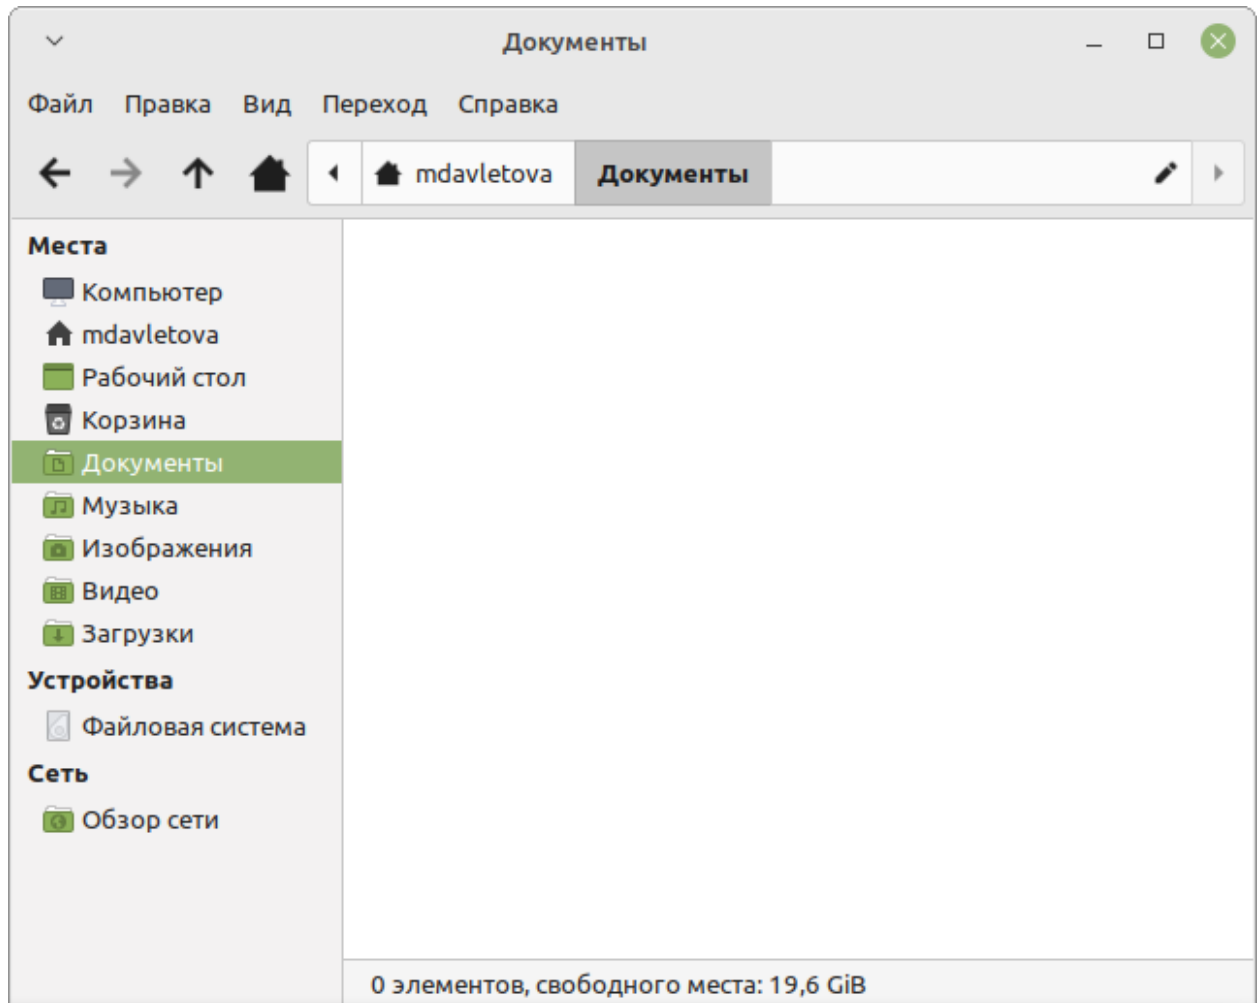 Документы
Файл Правка Вид Переход Справка
mdavletova Документы
Места
Компьютер
mdavletova
Рабочий стол
Корзина
Документы
Музыка
Изображения
Видео
Загрузки
Устройства
Файловая система
Сеть
Обзор сети
0 элементов, свободного места: 19,6 GiB